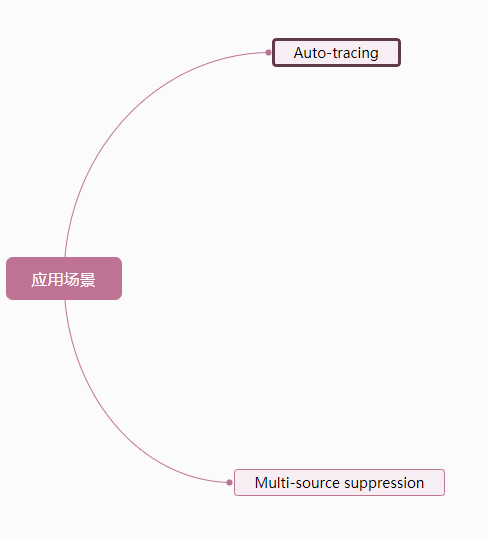 Auto-tracing
应用场景
Multi-source suppression